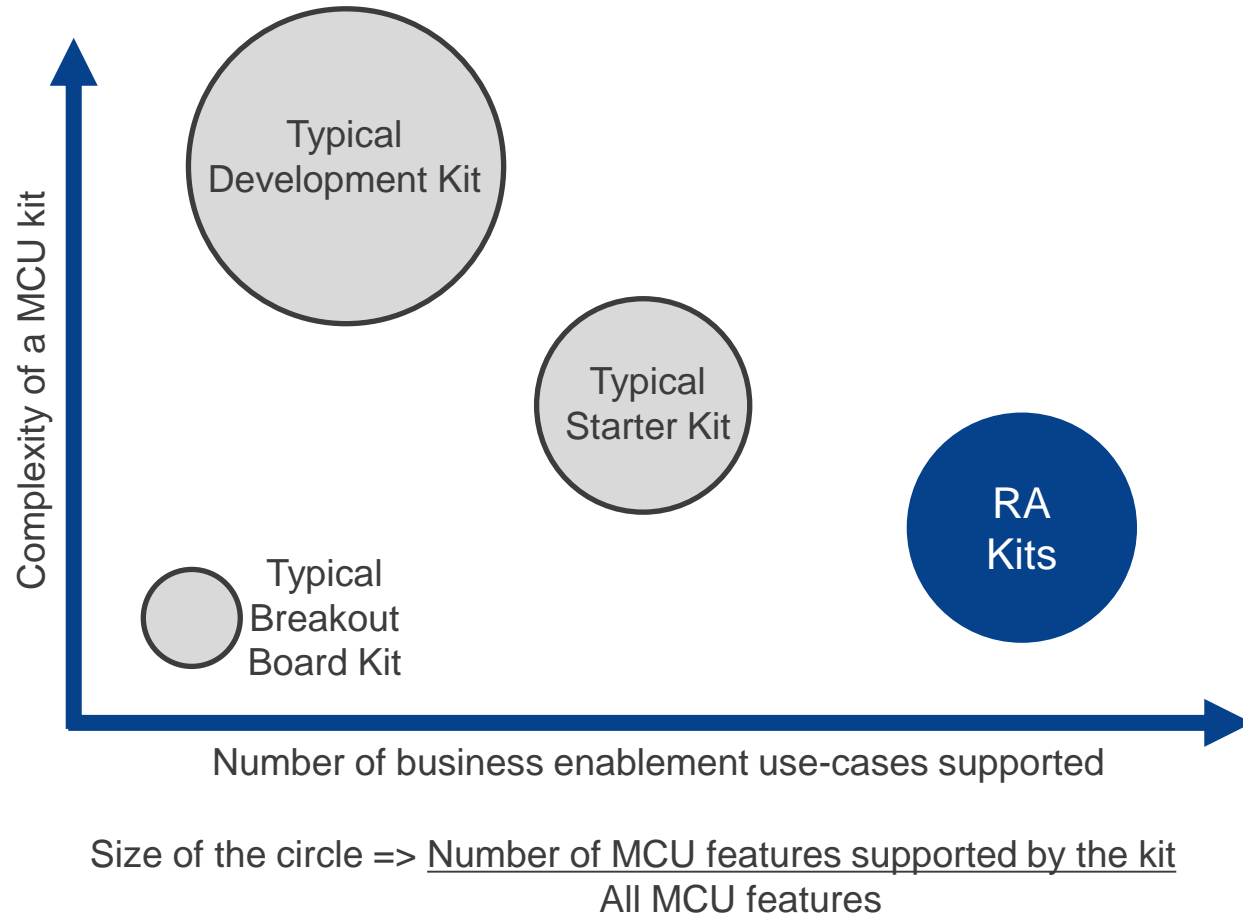 Complexity of a MCU kit
Typical
Development Kit
Typical
Starter Kit
RA
Kits
Typical
Breakout
Board Kit
Number of business enablement use-cases supported
Size of the circle => Number of MCU features supported by the kit
All MCU features